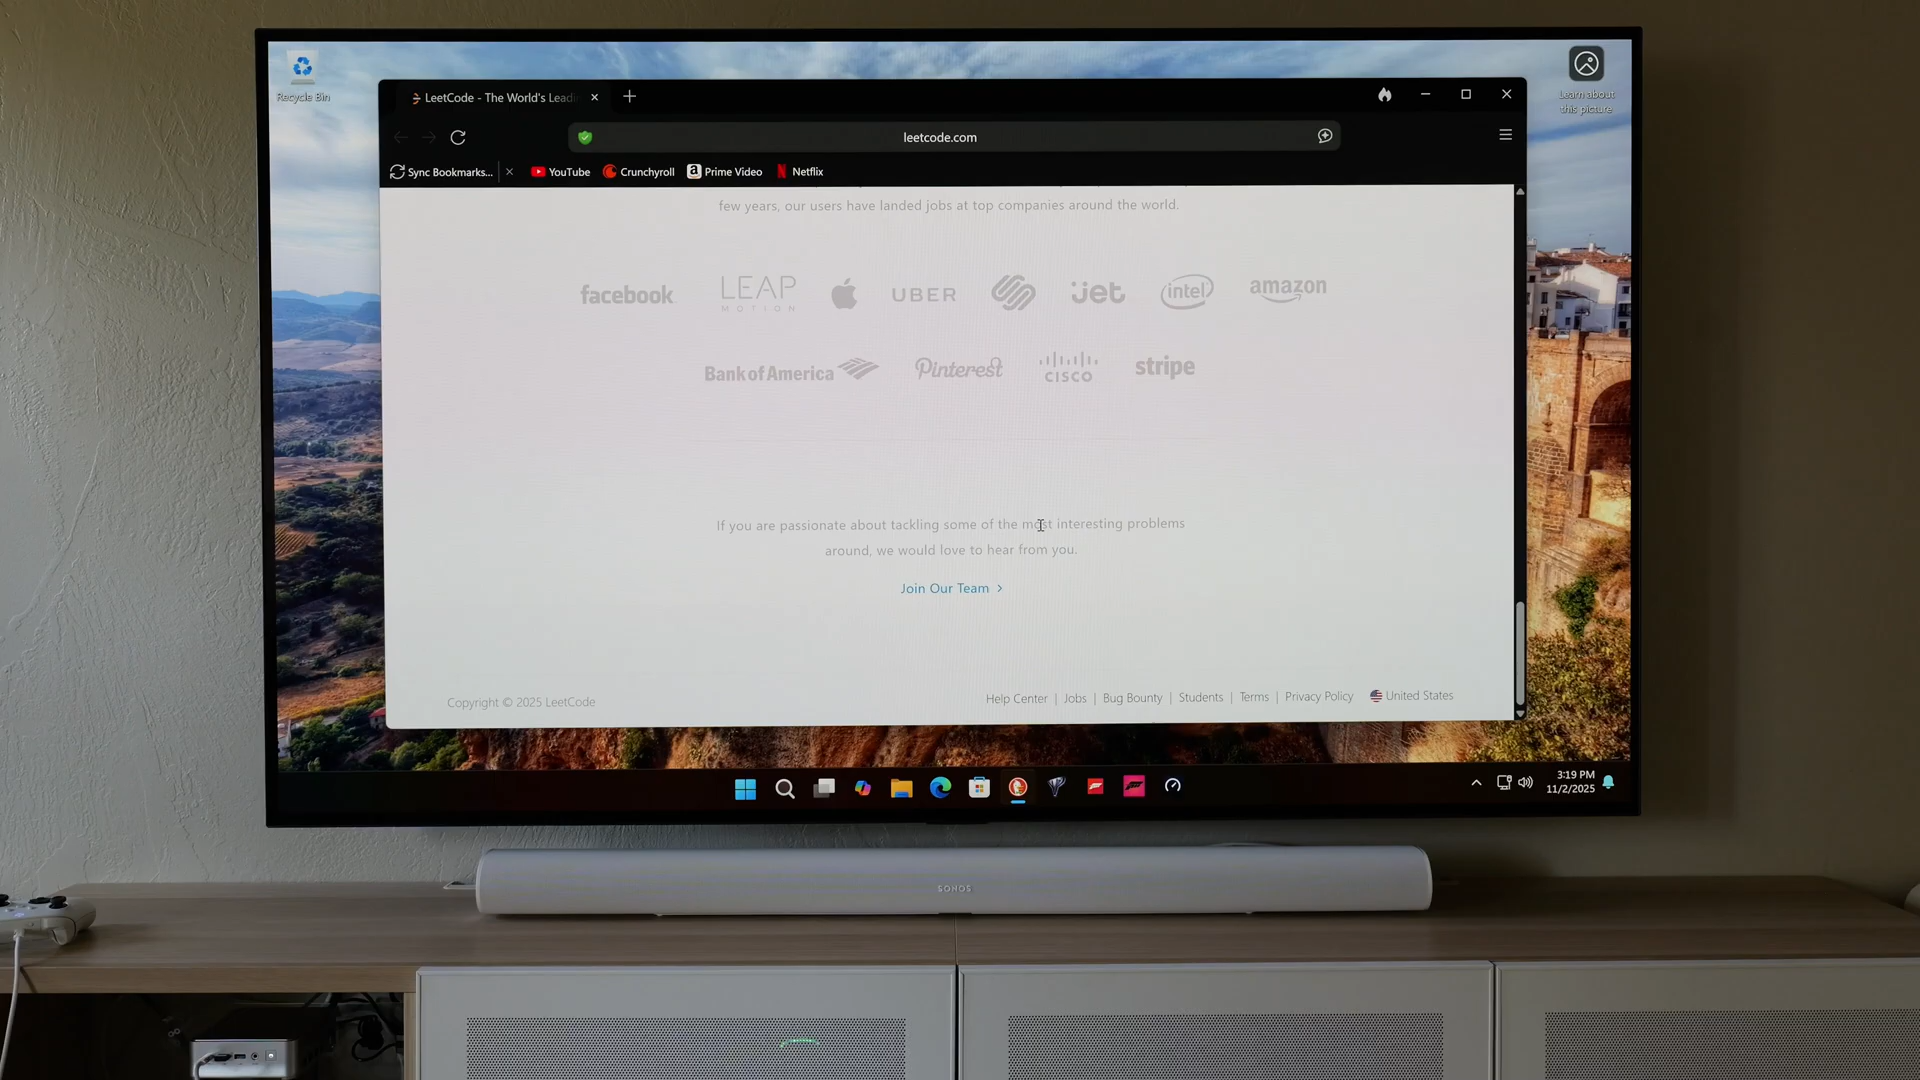 Recycle Bin
Learn about
this picture
LeetCode - The World's Leadi
leetcode.com
Sync Bookmarks...
YouTube
Crunchyroll
Prime Video
Netflix
few years, our users have landed jobs at top companies around the world.
facebook
LEAP
MOTION
UBER
jet
intel
amazon
Bank of America
Pinterest
CISCO
stripe
If you are passionate about tackling some of the most interesting problems
around, we would love to hear from you.
Join Our Team >
Copyright © 2025 LeetCode
Help Center | Jobs | Bug Bounty | Students | Terms | Privacy Policy
United States
3:19 PM
11/2/2025
SONOS